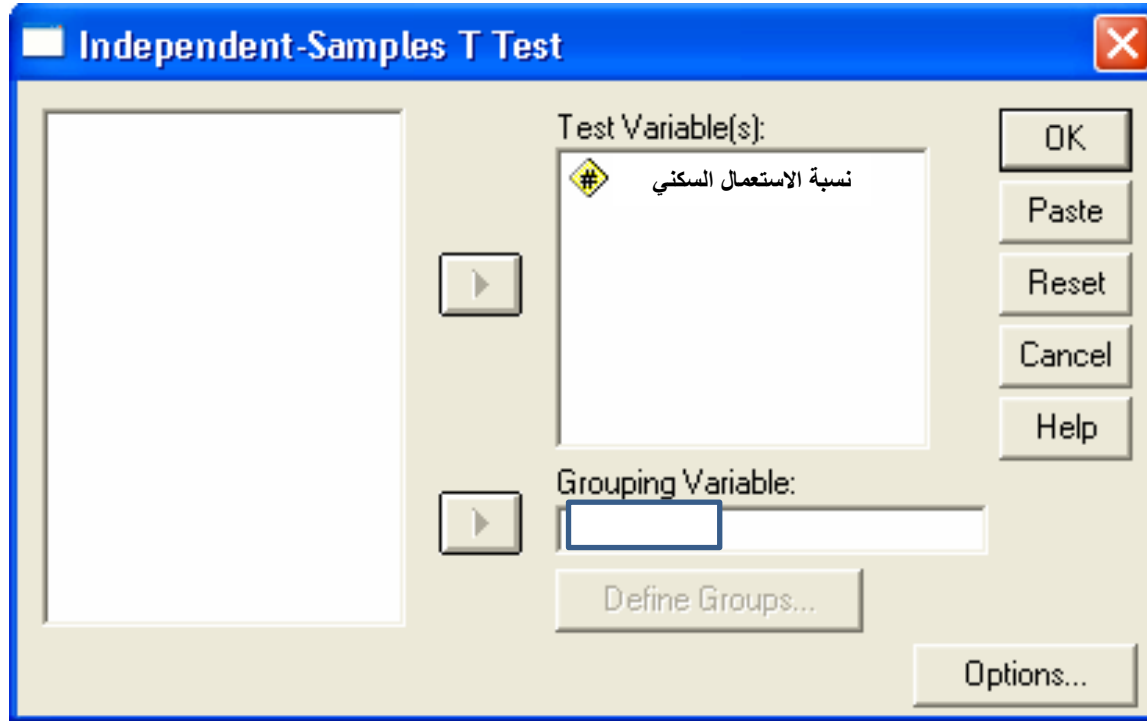 Independent-Samples T Test
Test Variable(s):
# نسبة الاستعمال السكني
OK
Paste
Reset
Cancel
Help
Grouping Variable:
Define Groups...
Options...